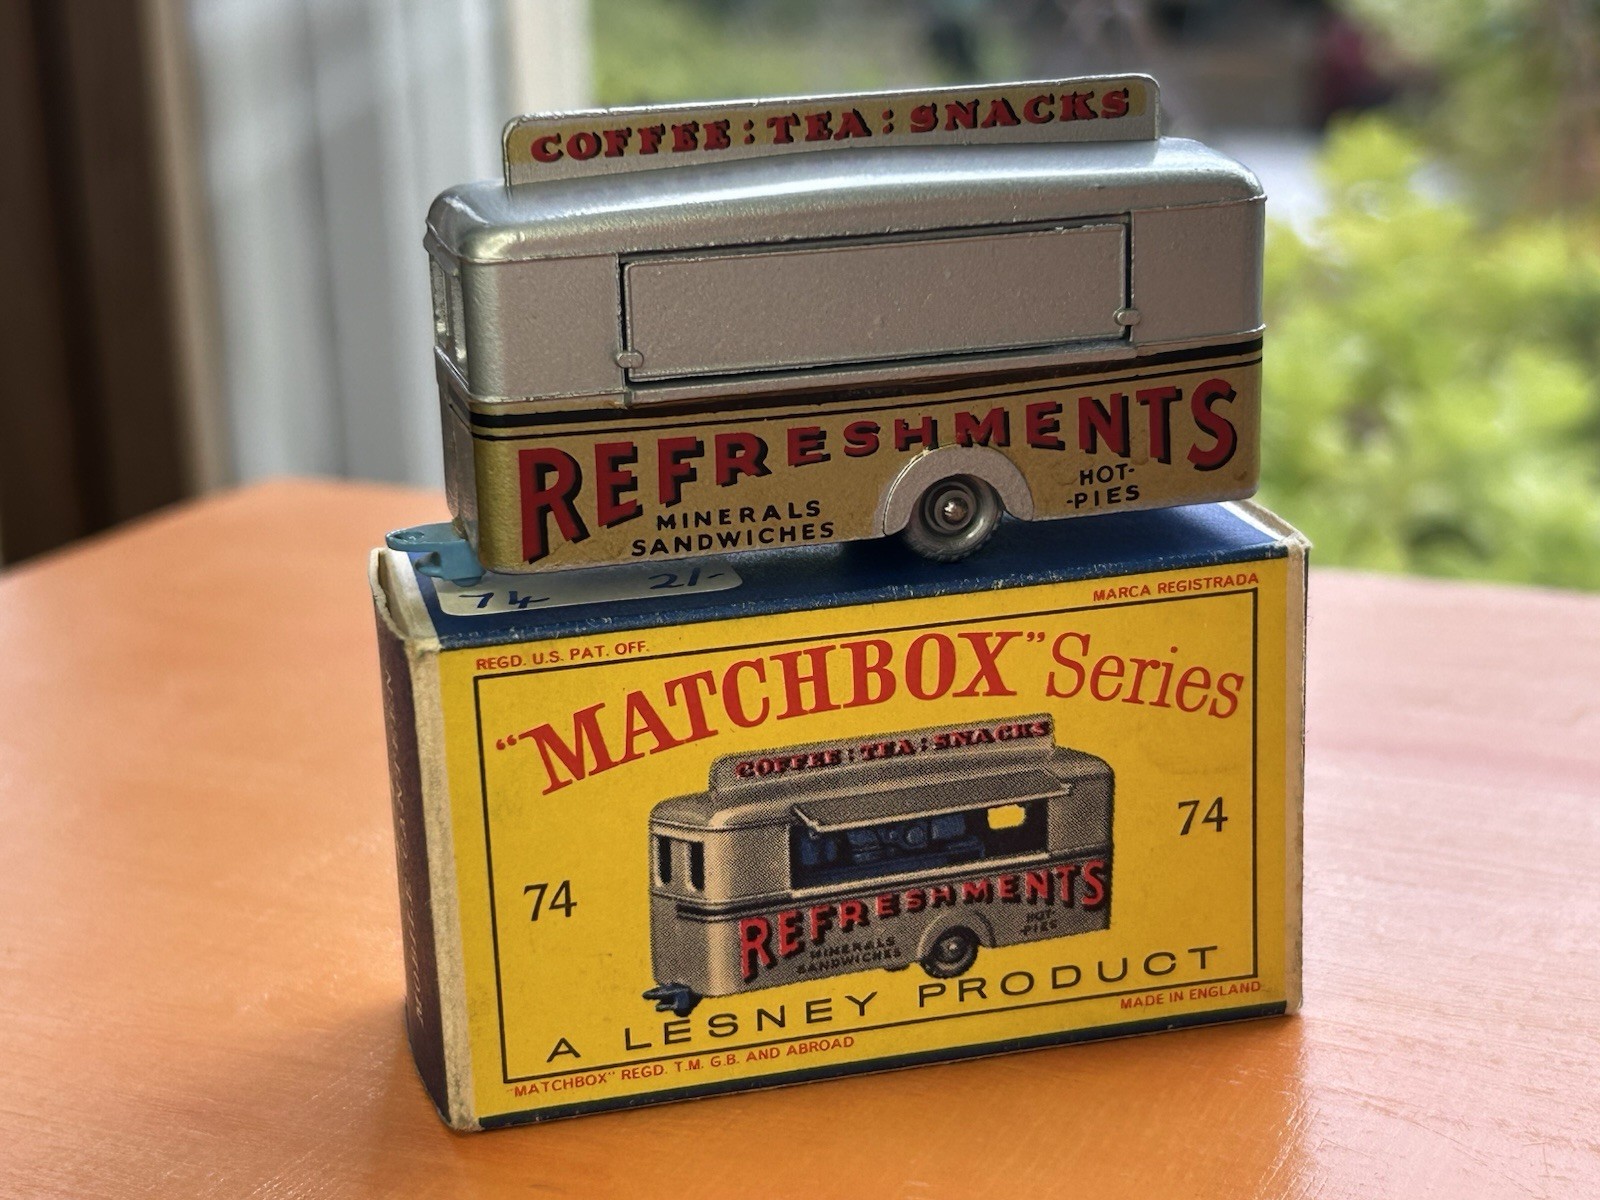 COFFEE : TEA : SNACKS
REFRESHMENTS
MINERALS
SANDWICHES
HOT-
-PIES
74 2/-
REGD. U.S. PAT. OFF.
MARCA REGISTRADA
"MATCHBOX" Series
COFFEE : TEA : SNACKS
74
74
REFRESHMENTS
MINERALS
SANDWICHES
HOT-
-PIES
A LESNEY PRODUCT
MADE IN ENGLAND
"MATCHBOX" REGD. T.M. G.B. AND ABROAD